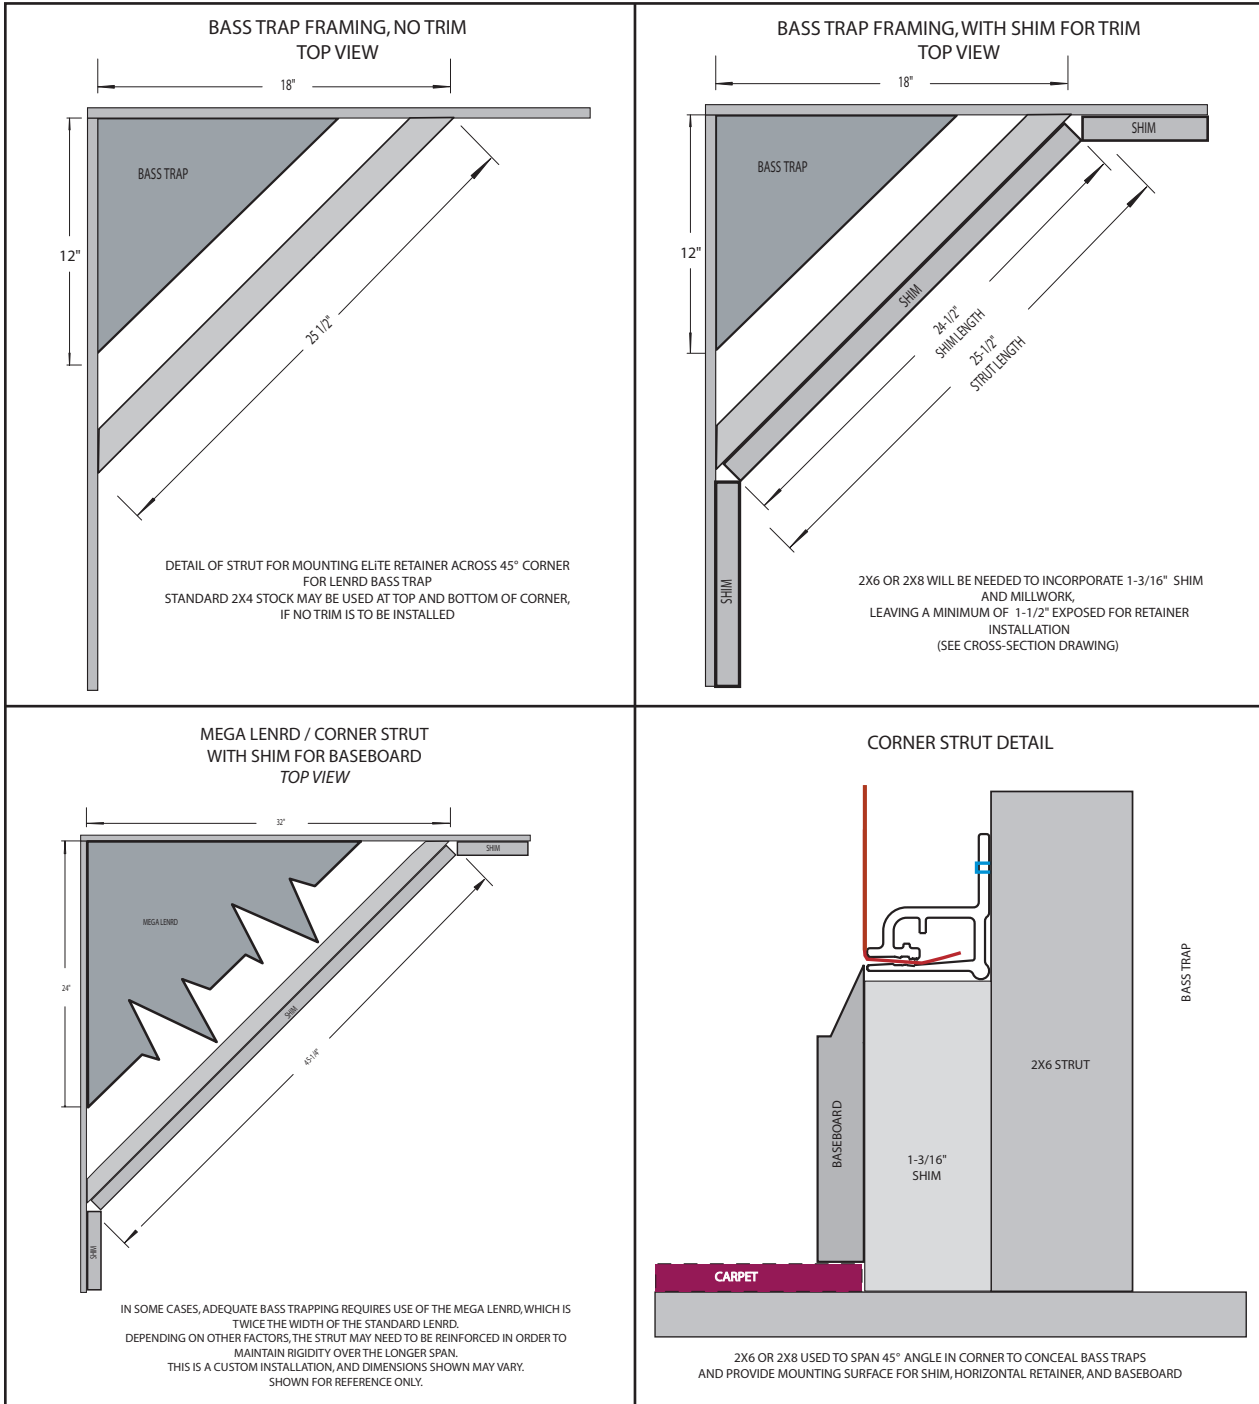 BASS TRAP FRAMING, NO TRIM
TOP VIEW
18"
BASS TRAP
12"
25 1/2"
DETAIL OF STRUT FOR MOUNTING ELiTE RETAINER ACROSS 45° CORNER
FOR LENRD BASS TRAP
STANDARD 2X4 STOCK MAY BE USED AT TOP AND BOTTOM OF CORNER,
IF NO TRIM IS TO BE INSTALLED
BASS TRAP FRAMING, WITH SHIM FOR TRIM
TOP VIEW
18"
SHIM
BASS TRAP
12"
SHIM
24-1/2"
SHIM LENGTH
25-1/2"
STRUT LENGTH
SHIM
2X6 OR 2X8 WILL BE NEEDED TO INCORPORATE 1-3/16" SHIM
AND MILLWORK,
LEAVING A MINIMUM OF 1-1/2" EXPOSED FOR RETAINER
INSTALLATION
(SEE CROSS-SECTION DRAWING)
MEGA LENRD / CORNER STRUT
WITH SHIM FOR BASEBOARD
TOP VIEW
32"
SHIM
MEGA LENRD
24"
SHIM
45-1/4"
SHIM
IN SOME CASES, ADEQUATE BASS TRAPPING REQUIRES USE OF THE MEGA LENRD, WHICH IS
TWICE THE WIDTH OF THE STANDARD LENRD.
DEPENDING ON OTHER FACTORS, THE STRUT MAY NEED TO BE REINFORCED IN ORDER TO
MAINTAIN RIGIDITY OVER THE LONGER SPAN.
THIS IS A CUSTOM INSTALLATION, AND DIMENSIONS SHOWN MAY VARY.
SHOWN FOR REFERENCE ONLY.
CORNER STRUT DETAIL
BASS TRAP
2X6 STRUT
BASEBOARD
1-3/16"
SHIM
CARPET
2X6 OR 2X8 USED TO SPAN 45° ANGLE IN CORNER TO CONCEAL BASS TRAPS
AND PROVIDE MOUNTING SURFACE FOR SHIM, HORIZONTAL RETAINER, AND BASEBOARD